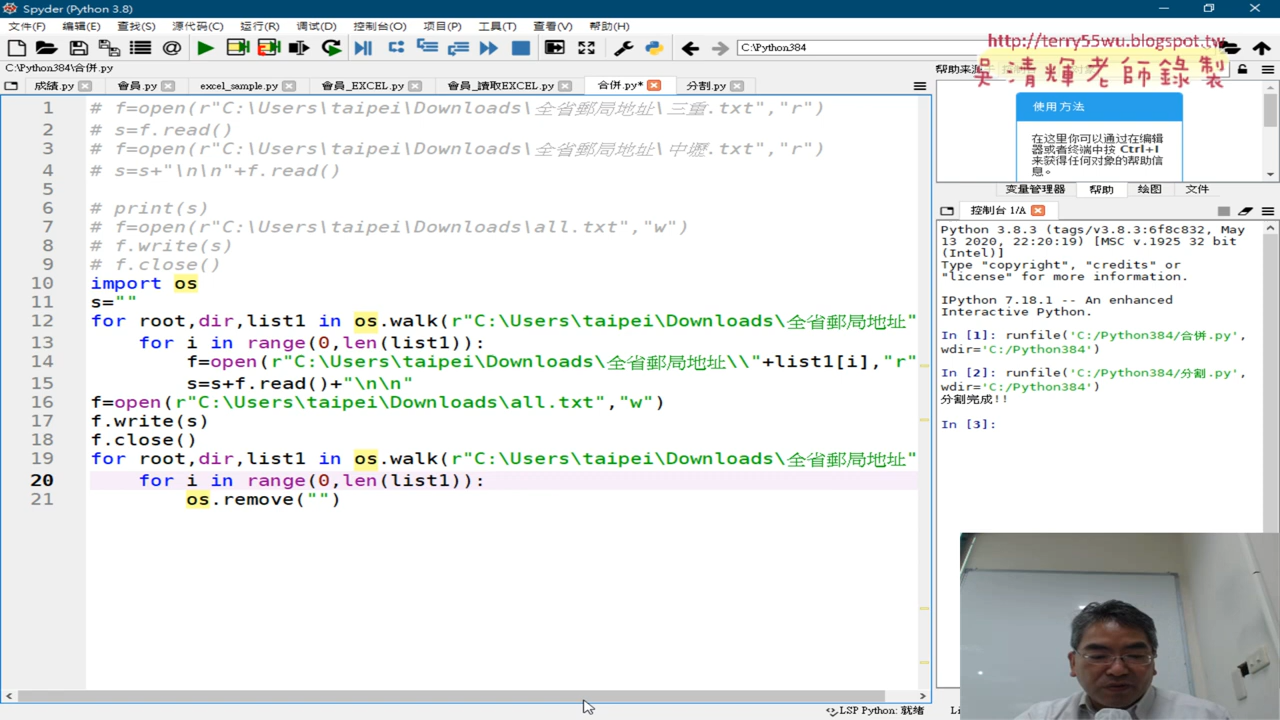 Spyder (Python 3.8)
文件(F) 编辑(E) 查找(S) 源代码(C) 运行(R) 调试(D) 控制台(O) 项目(P) 工具(T) 查看(V) 帮助(H)
C:\Python384
http://terry55wu.blogspot.tw
吳清輝老師錄製
C:\Python384\合併.py
帮助来源
成績.py 會員.py excel_sample.py 會員_EXCEL.py 會員_讀取EXCEL.py 合併.py* 分割.py
1 # f=open(r"C:\Users\taipei\Downloads\全省郵局地址\三重.txt","r")
2 # s=f.read()
3 # f=open(r"C:\Users\taipei\Downloads\全省郵局地址\中壢.txt","r")
4 # s=s+"\n\n"+f.read()
5
6 # print(s)
7 # f=open(r"C:\Users\taipei\Downloads\all.txt","w")
8 # f.write(s)
9 # f.close()
10 import os
11 s=""
12 for root,dir,list1 in os.walk(r"C:\Users\taipei\Downloads\全省郵局地址"
13 for i in range(0,len(list1)):
14 f=open(r"C:\Users\taipei\Downloads\全省郵局地址\\"+list1[i],"r"
15 s=s+f.read()+"\n\n"
16 f=open(r"C:\Users\taipei\Downloads\all.txt","w")
17 f.write(s)
18 f.close()
19 for root,dir,list1 in os.walk(r"C:\Users\taipei\Downloads\全省郵局地址"
20 for i in range(0,len(list1)):
21 os.remove("")
使用方法
在这里你可以通过在编辑
器或者终端中按 Ctrl+I
来获得任何对象的帮助信
息。
变量管理器 帮助 绘图 文件
控制台 1/A
Python 3.8.3 (tags/v3.8.3:6f8c832, May
13 2020, 22:20:19) [MSC v.1925 32 bit
(Intel)]
Type "copyright", "credits" or
"license" for more information.
IPython 7.18.1 -- An enhanced
Interactive Python.
In [1]: runfile('C:/Python384/合併.py',
wdir='C:/Python384')
In [2]: runfile('C:/Python384/分割.py',
wdir='C:/Python384')
分割完成!!
In [3]:
LSP Python: 就绪